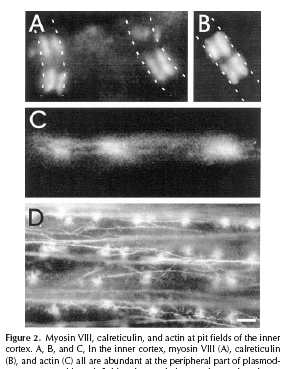 A
B
C
D
Figure 2. Myosin VIII, calreticulin, and actin at pit fields of the inner
cortex. A, B, and C, In the inner cortex, myosin VIII (A), calreticulin
(B), and actin (C) all are abundant at the peripheral part of plasmod-